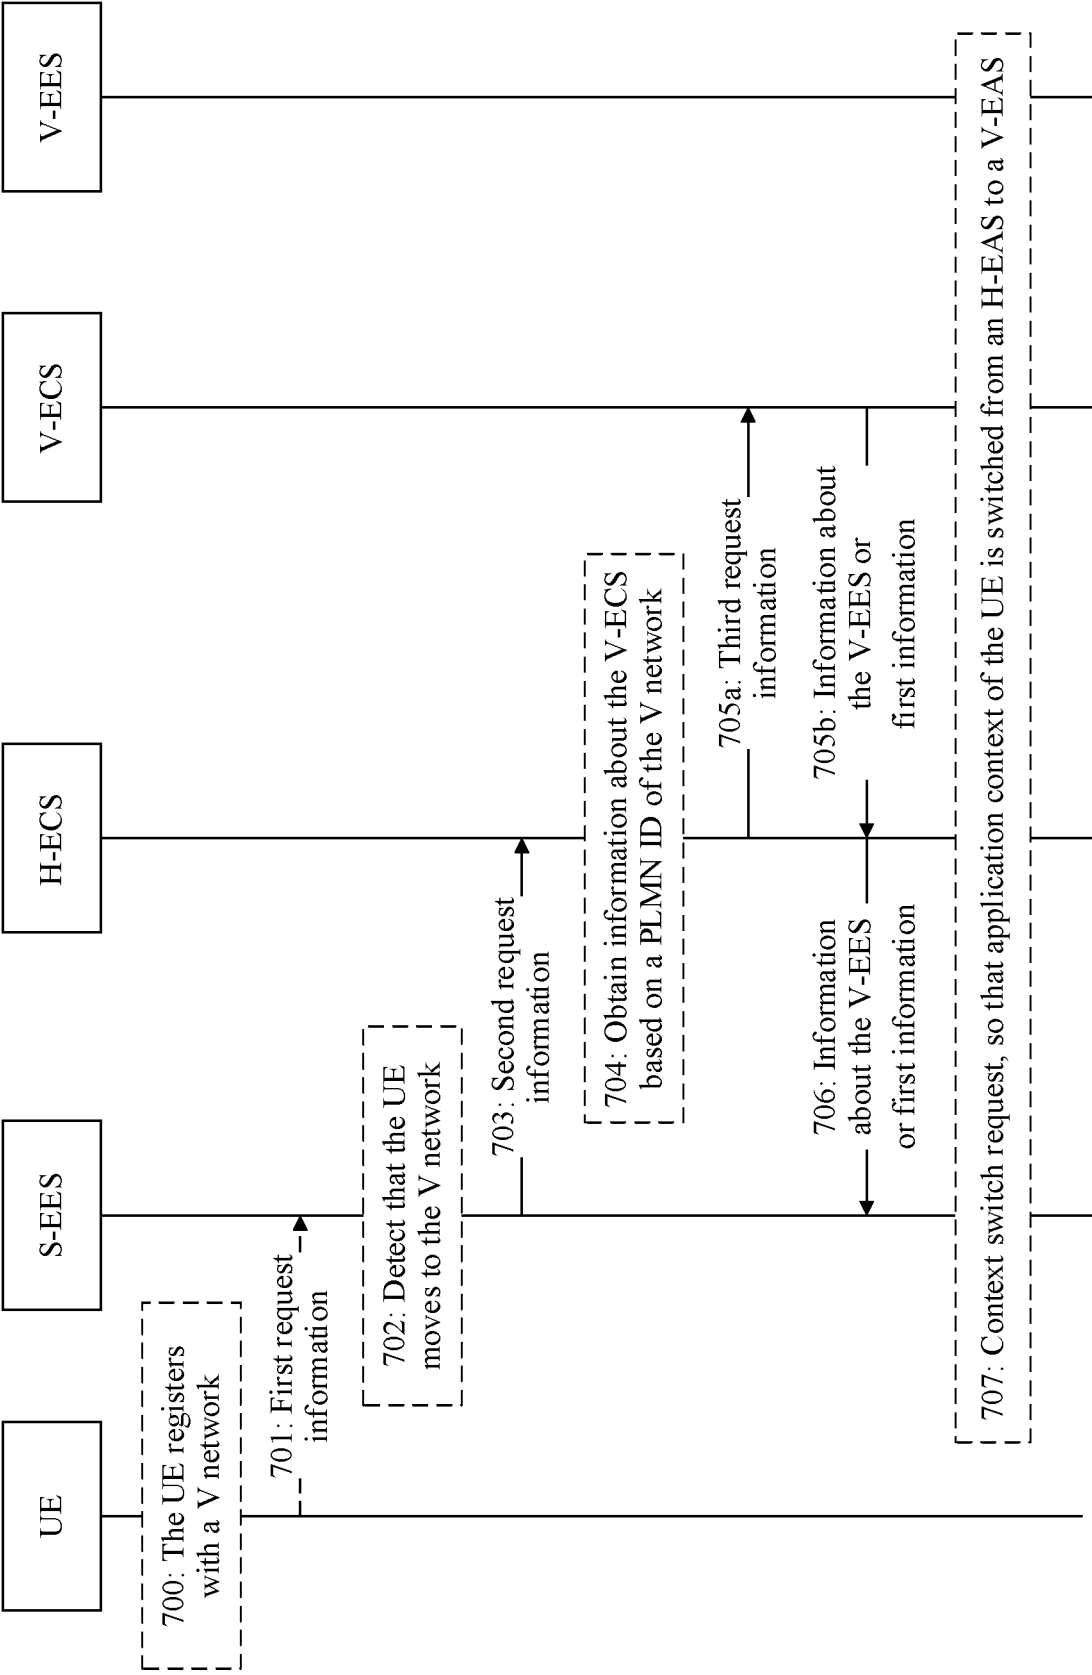 UE
S-EES
H-ECS
V-ECS
V-EES
700: The UE registers
with a V network
701: First request
information
702: Detect that the UE
moves to the V network
703: Second request
information
704: Obtain information about the V-ECS
based on a PLMN ID of the V network
705a: Third request
information
705b: Information about
the V-EES or
first information
706: Information
about the V-EES
or first information
707: Context switch request, so that application context of the UE is switched from an H-EAS to a V-EAS